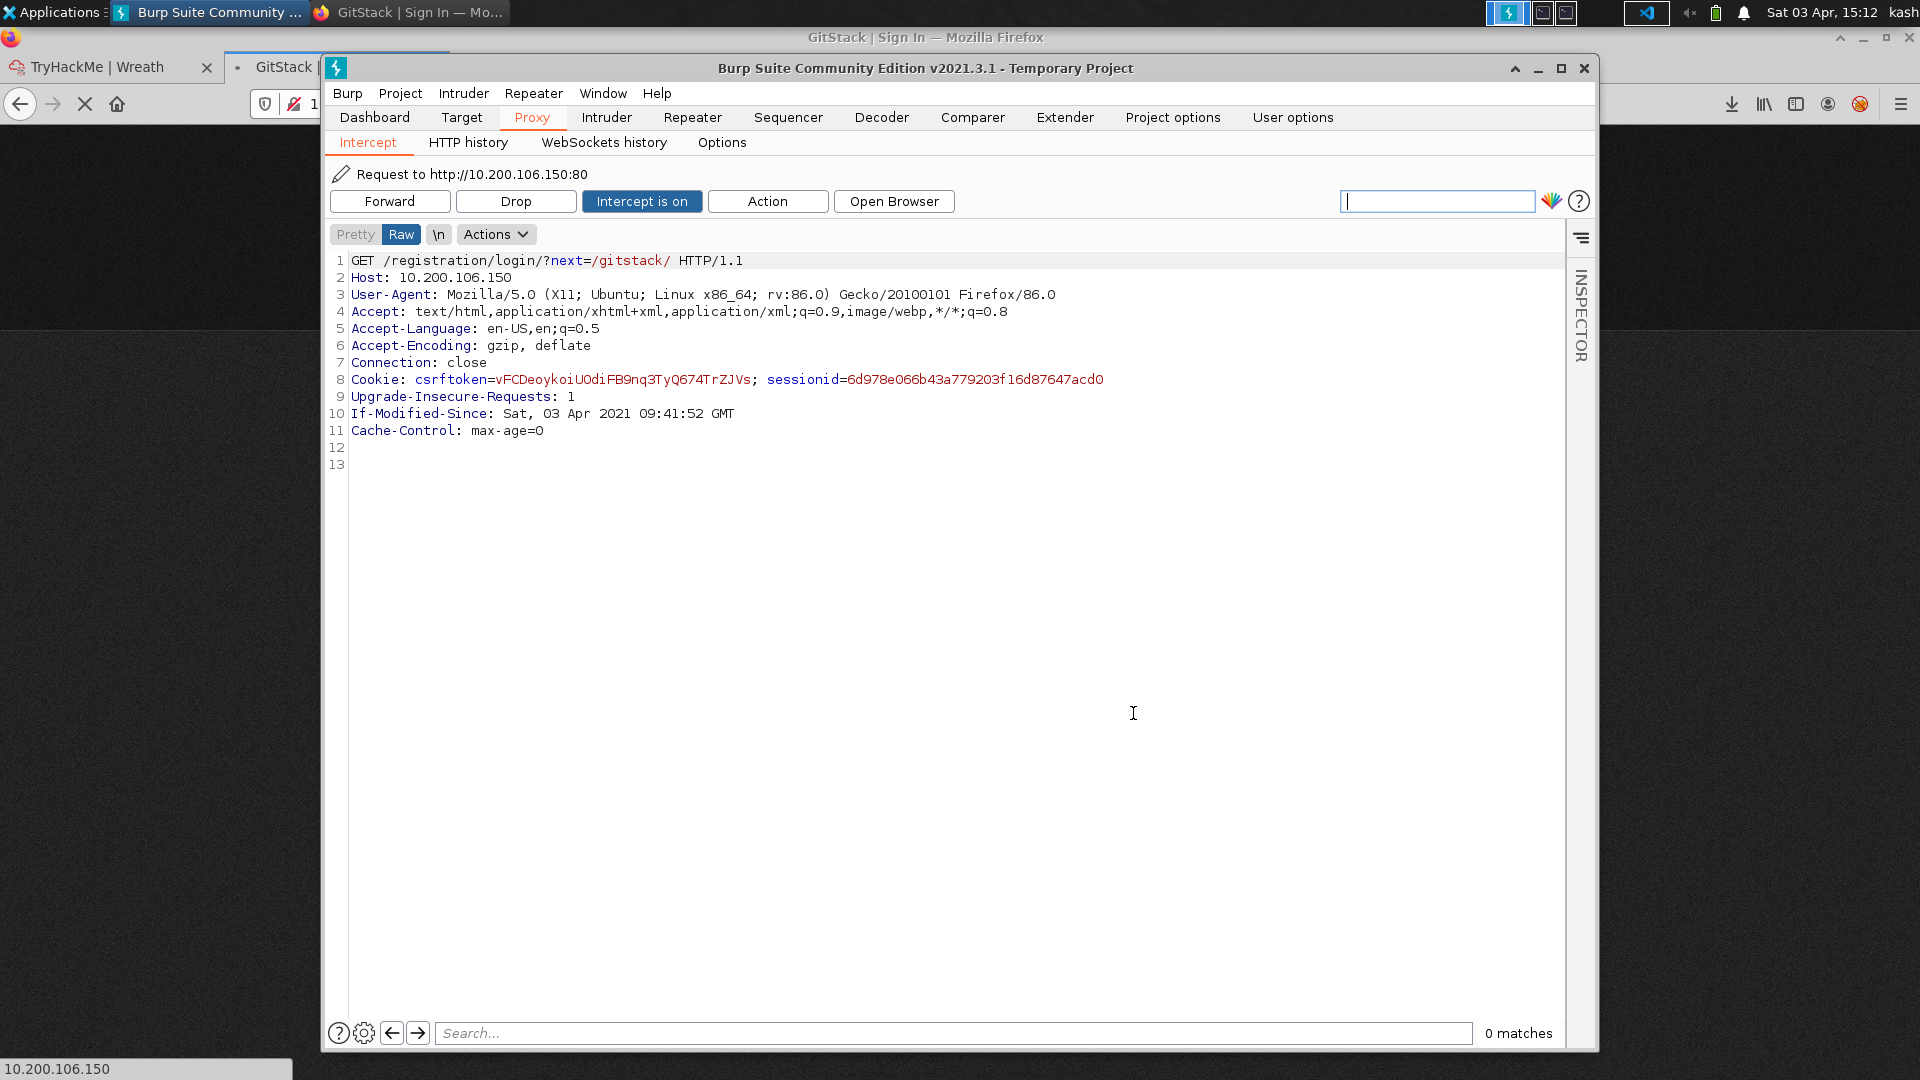 Applications
Burp Suite Community ...
GitStack | Sign In — Mo...
Sat 03 Apr, 15:12
kash
GitStack | Sign In — Mozilla Firefox
TryHackMe | Wreath
GitStack |
1
Burp Suite Community Edition v2021.3.1 - Temporary Project
Burp Project Intruder Repeater Window Help
Dashboard Target Proxy Intruder Repeater Sequencer Decoder Comparer Extender Project options User options
Intercept HTTP history WebSockets history Options
Request to http://10.200.106.150:80
Forward Drop Intercept is on Action Open Browser
Pretty Raw \n Actions
1 GET /registration/login/?next=/gitstack/ HTTP/1.1
2 Host: 10.200.106.150
3 User-Agent: Mozilla/5.0 (X11; Ubuntu; Linux x86_64; rv:86.0) Gecko/20100101 Firefox/86.0
4 Accept: text/html,application/xhtml+xml,application/xml;q=0.9,image/webp,*/*;q=0.8
5 Accept-Language: en-US,en;q=0.5
6 Accept-Encoding: gzip, deflate
7 Connection: close
8 Cookie: csrftoken=vFCDeoykoiUOdiFB9nq3TyQ674TrZJVs; sessionid=6d978e066b43a779203f16d87647acd0
9 Upgrade-Insecure-Requests: 1
10 If-Modified-Since: Sat, 03 Apr 2021 09:41:52 GMT
11 Cache-Control: max-age=0
12
13
INSPECTOR
Search...
0 matches
10.200.106.150